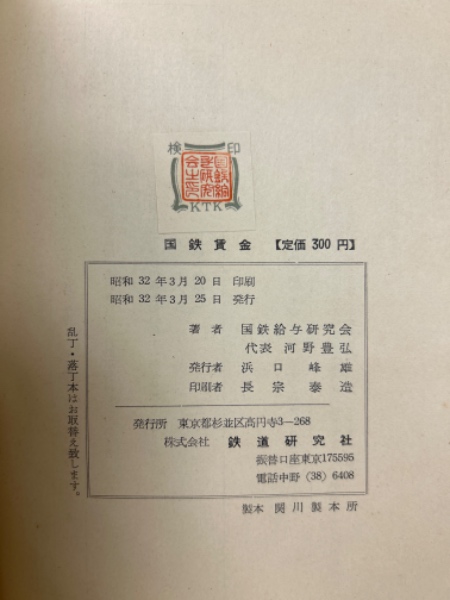 検印
KTK
国鉄賃金 【定価 300 円】
昭和 32 年 3 月 20 日 印刷
昭和 32 年 3 月 25 日 発行
著者 国鉄給与研究会
代表 河野豊弘
発行者 浜口峰雄
印刷者 長宗泰造
発行所 東京都杉並区高円寺3—268
株式会社 鉄道研究社
振替口座東京175595
電話中野 (38) 6408
製本 関川製本所
乱丁・落丁本はお取替え致します。